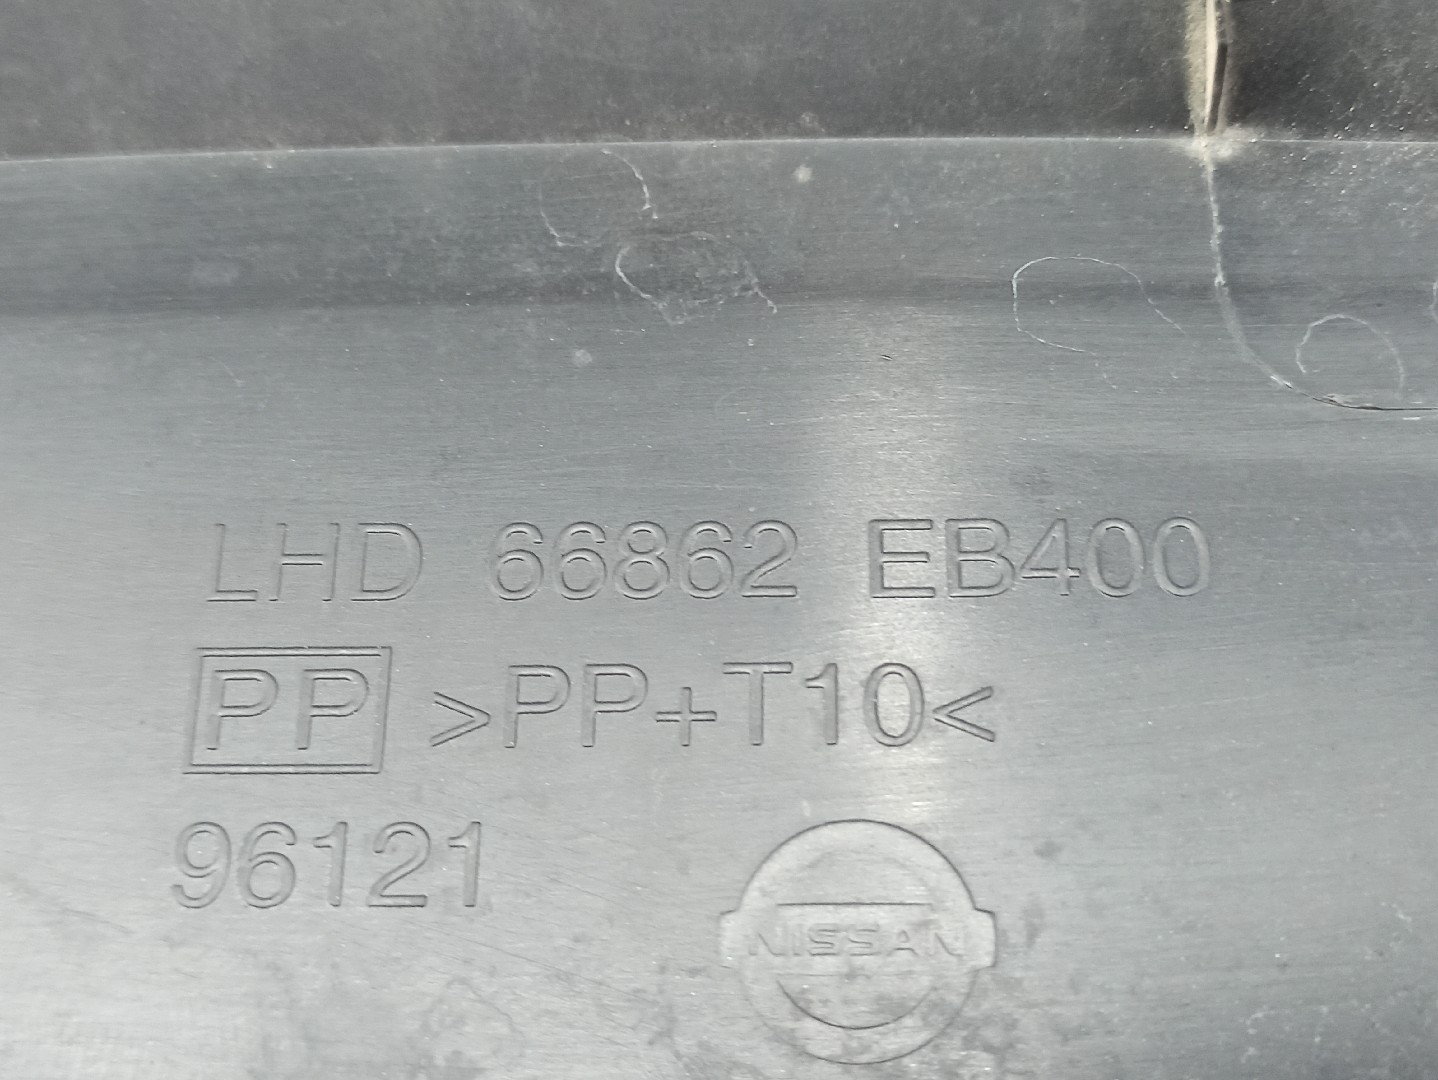 LHD 66862 EB400
PP >PP+T10<
96121
NISSAN